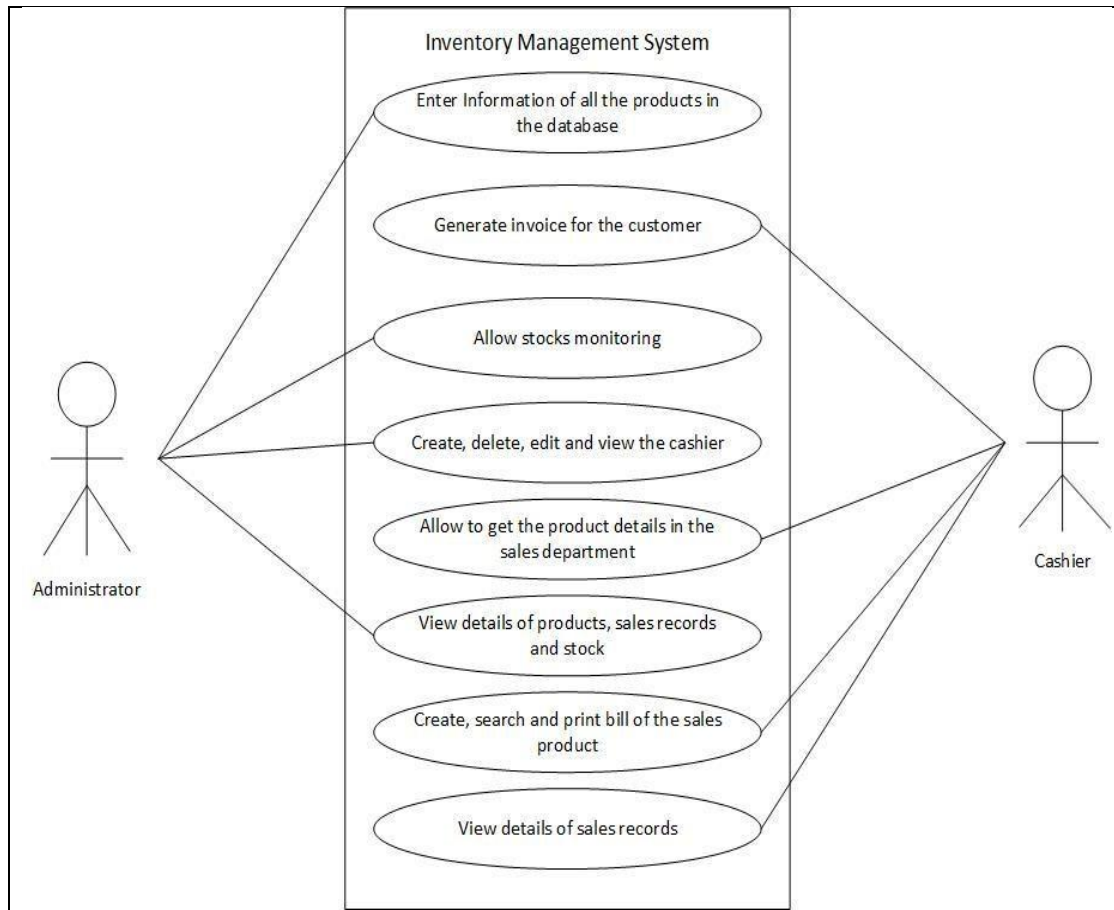 Inventory Management System
Enter Information of all the products in
the database
Generate invoice for the customer
Allow stocks monitoring
Create, delete, edit and view the cashier
Allow to get the product details in the
sales department
Administrator
Cashier
View details of products, sales records
and stock
Create, search and print bill of the sales
product
View details of sales records